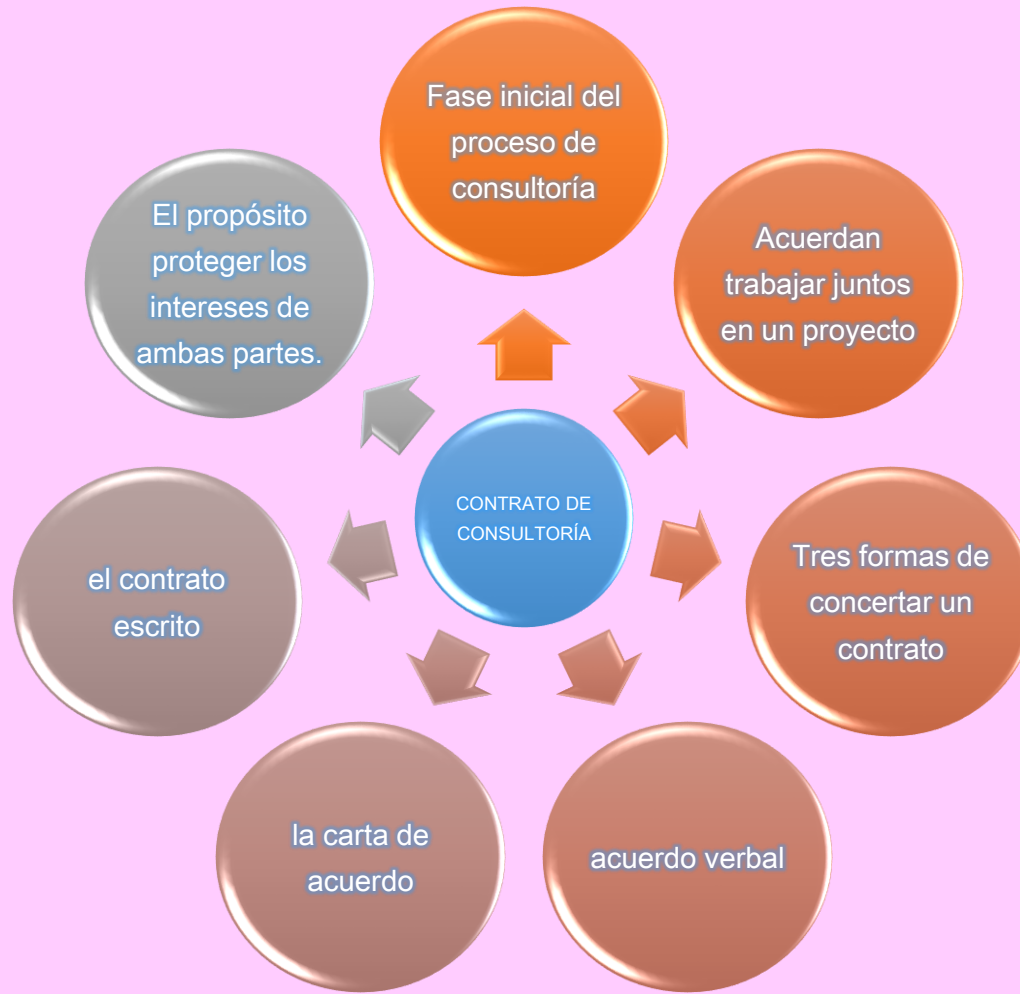 Fase inicial del
proceso de
consultoría
Acuerdan
trabajar juntos
en un proyecto
Tres formas de
concertar un
contrato
acuerdo verbal
la carta de
acuerdo
el contrato
escrito
El propósito
proteger los
intereses de
ambas partes.
CONTRATO DE
CONSULTORÍA